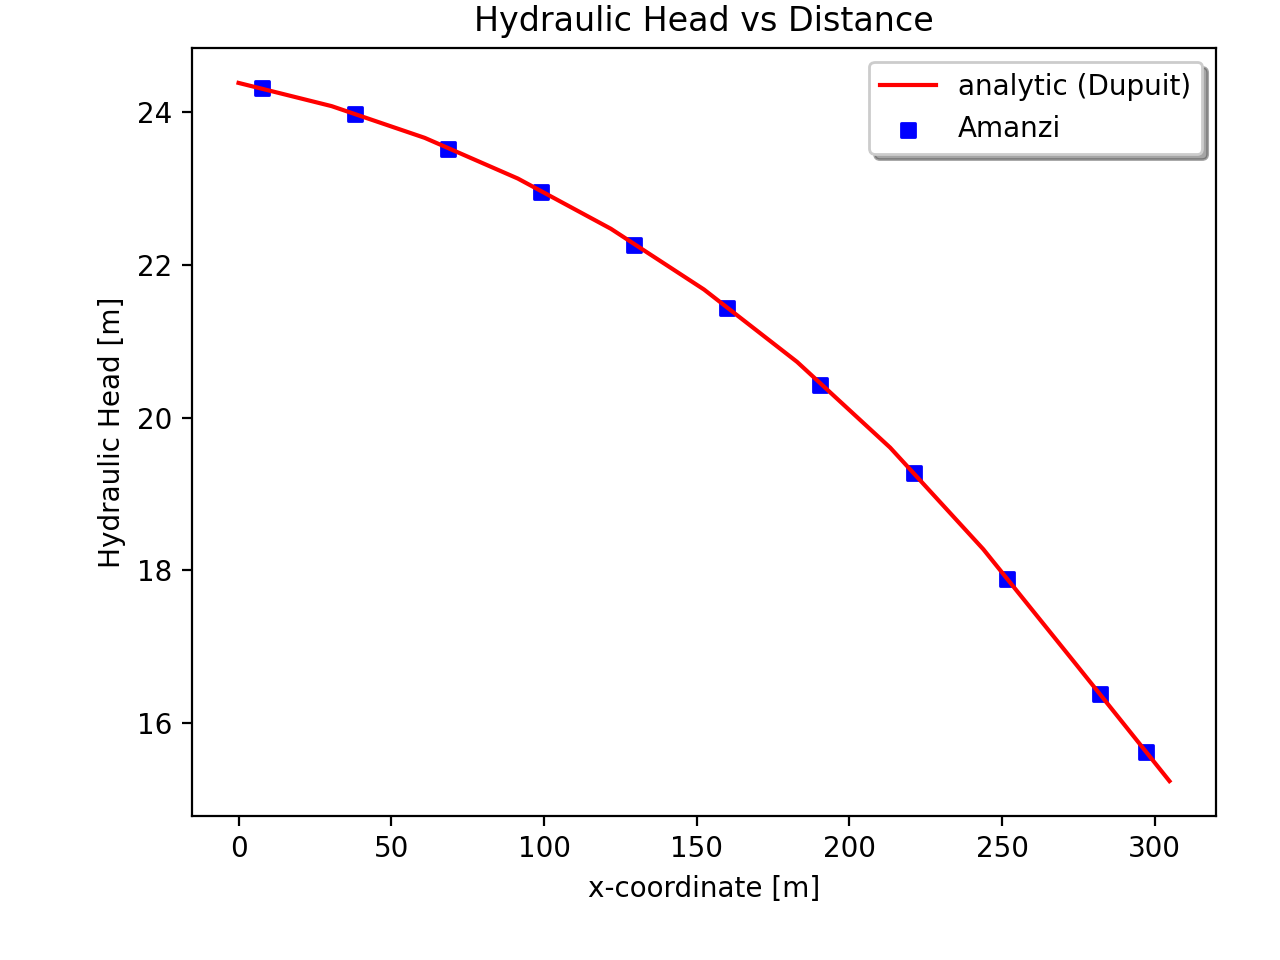 Hydraulic Head vs Distance
analytic (Dupuit)
Amanzi
Hydraulic Head [m]
24
22
20
18
16
0 50 100 150 200 250 300
x-coordinate [m]